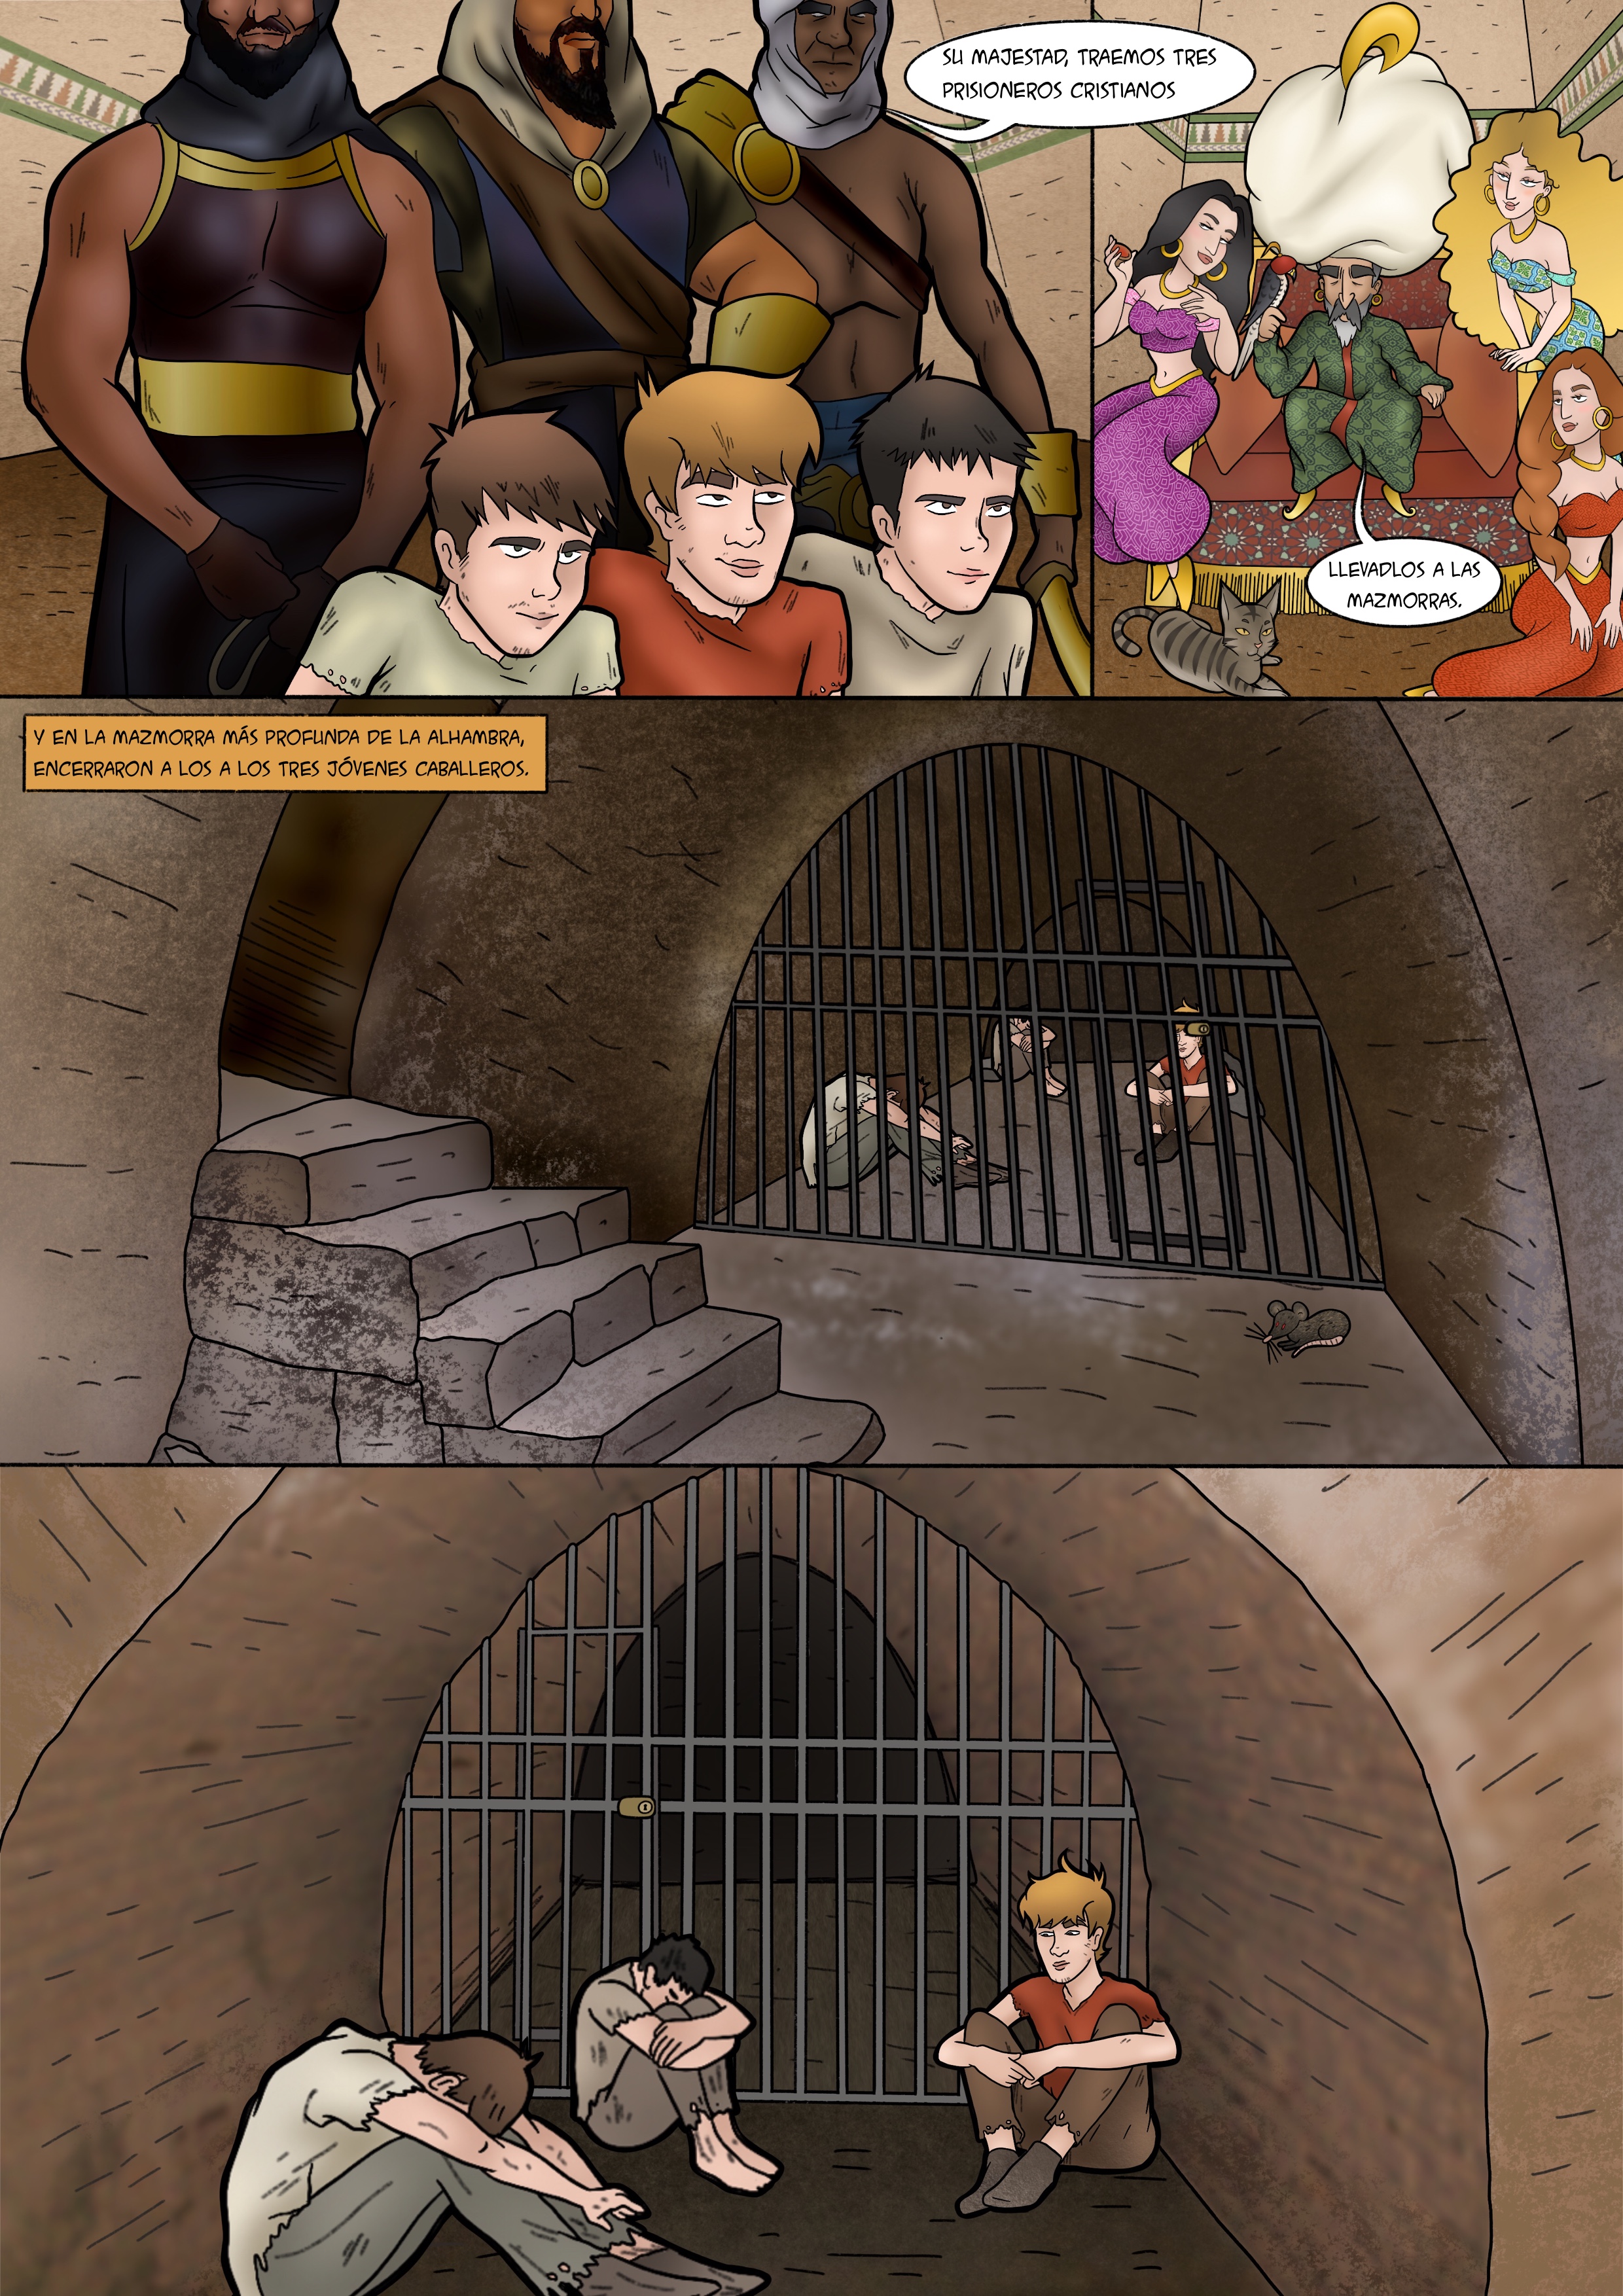 SU MAJESTAD, TRAEMOS TRES
PRISIONEROS CRISTIANOS
LLEVADLOS A LAS
MAZMORRAS.
Y EN LA MAZMORRA MÁS PROFUNDA DE LA ALHAMBRA,
ENCERRARON A LOS A LOS TRES JÓVENES CABALLEROS.